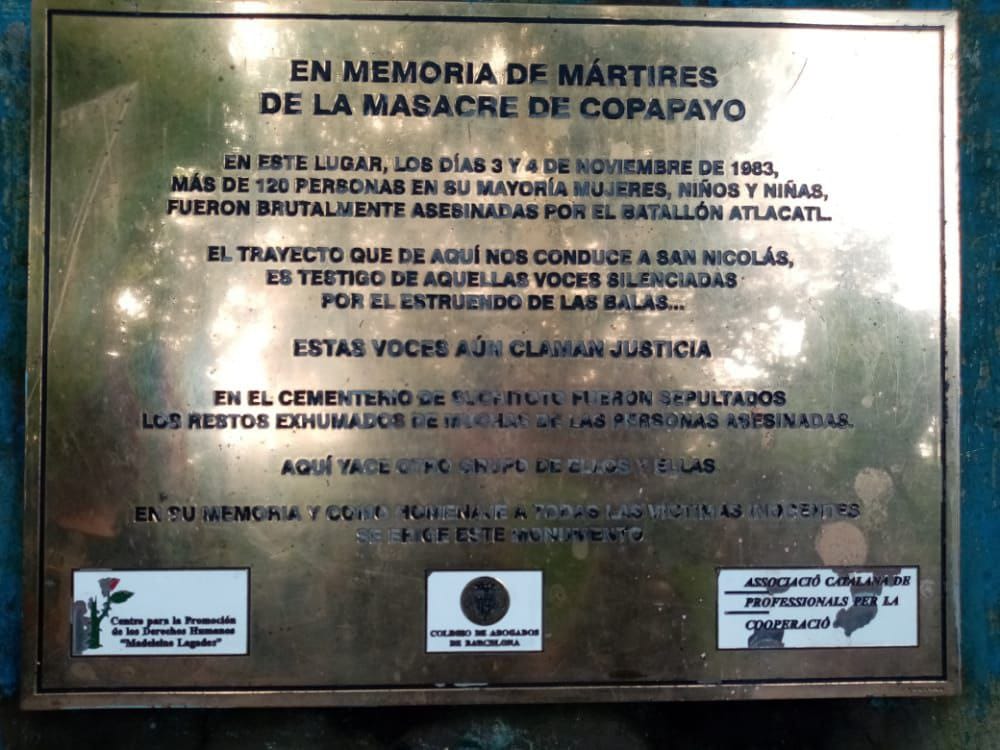 EN MEMORIA DE MÁRTIRES
DE LA MASACRE DE COPAPAYO
EN ESTE LUGAR, LOS DÍAS 3 Y 4 DE NOVIEMBRE DE 1983,
MÁS DE 120 PERSONAS EN SU MAYORÍA MUJERES, NIÑOS Y NIÑAS,
FUERON BRUTALMENTE ASESINADAS POR EL BATALLÓN ATLACATL.
EL TRAYECTO QUE DE AQUÍ NOS CONDUCE A SAN NICOLÁS,
ES TESTIGO DE AQUELLAS VOCES SILENCIADAS
POR EL ESTRUENDO DE LAS BALAS...
ESTAS VOCES AÚN CLAMAN JUSTICIA
EN EL CEMENTERIO DE SUCHITOTO FUERON SEPULTADOS
LOS RESTOS EXHUMADOS DE MUCHAS DE LAS PERSONAS ASESINADAS.
AQUÍ YACE OTRO GRUPO DE ELLOS Y ELLAS
EN SU MEMORIA Y COMO HOMENAJE A TODAS LAS VICTIMAS INOCENTES
SE ERIGE ESTE MONUMENTO
Centro para la Promoción
de los Derechos Humanos
"Madeleine Lagadec"
COLEGIO DE ABOGADOS
DE BARCELONA
ASSOCIACIÓ CATALANA DE
PROFESSIONALS PER LA
COOPERACIÓ